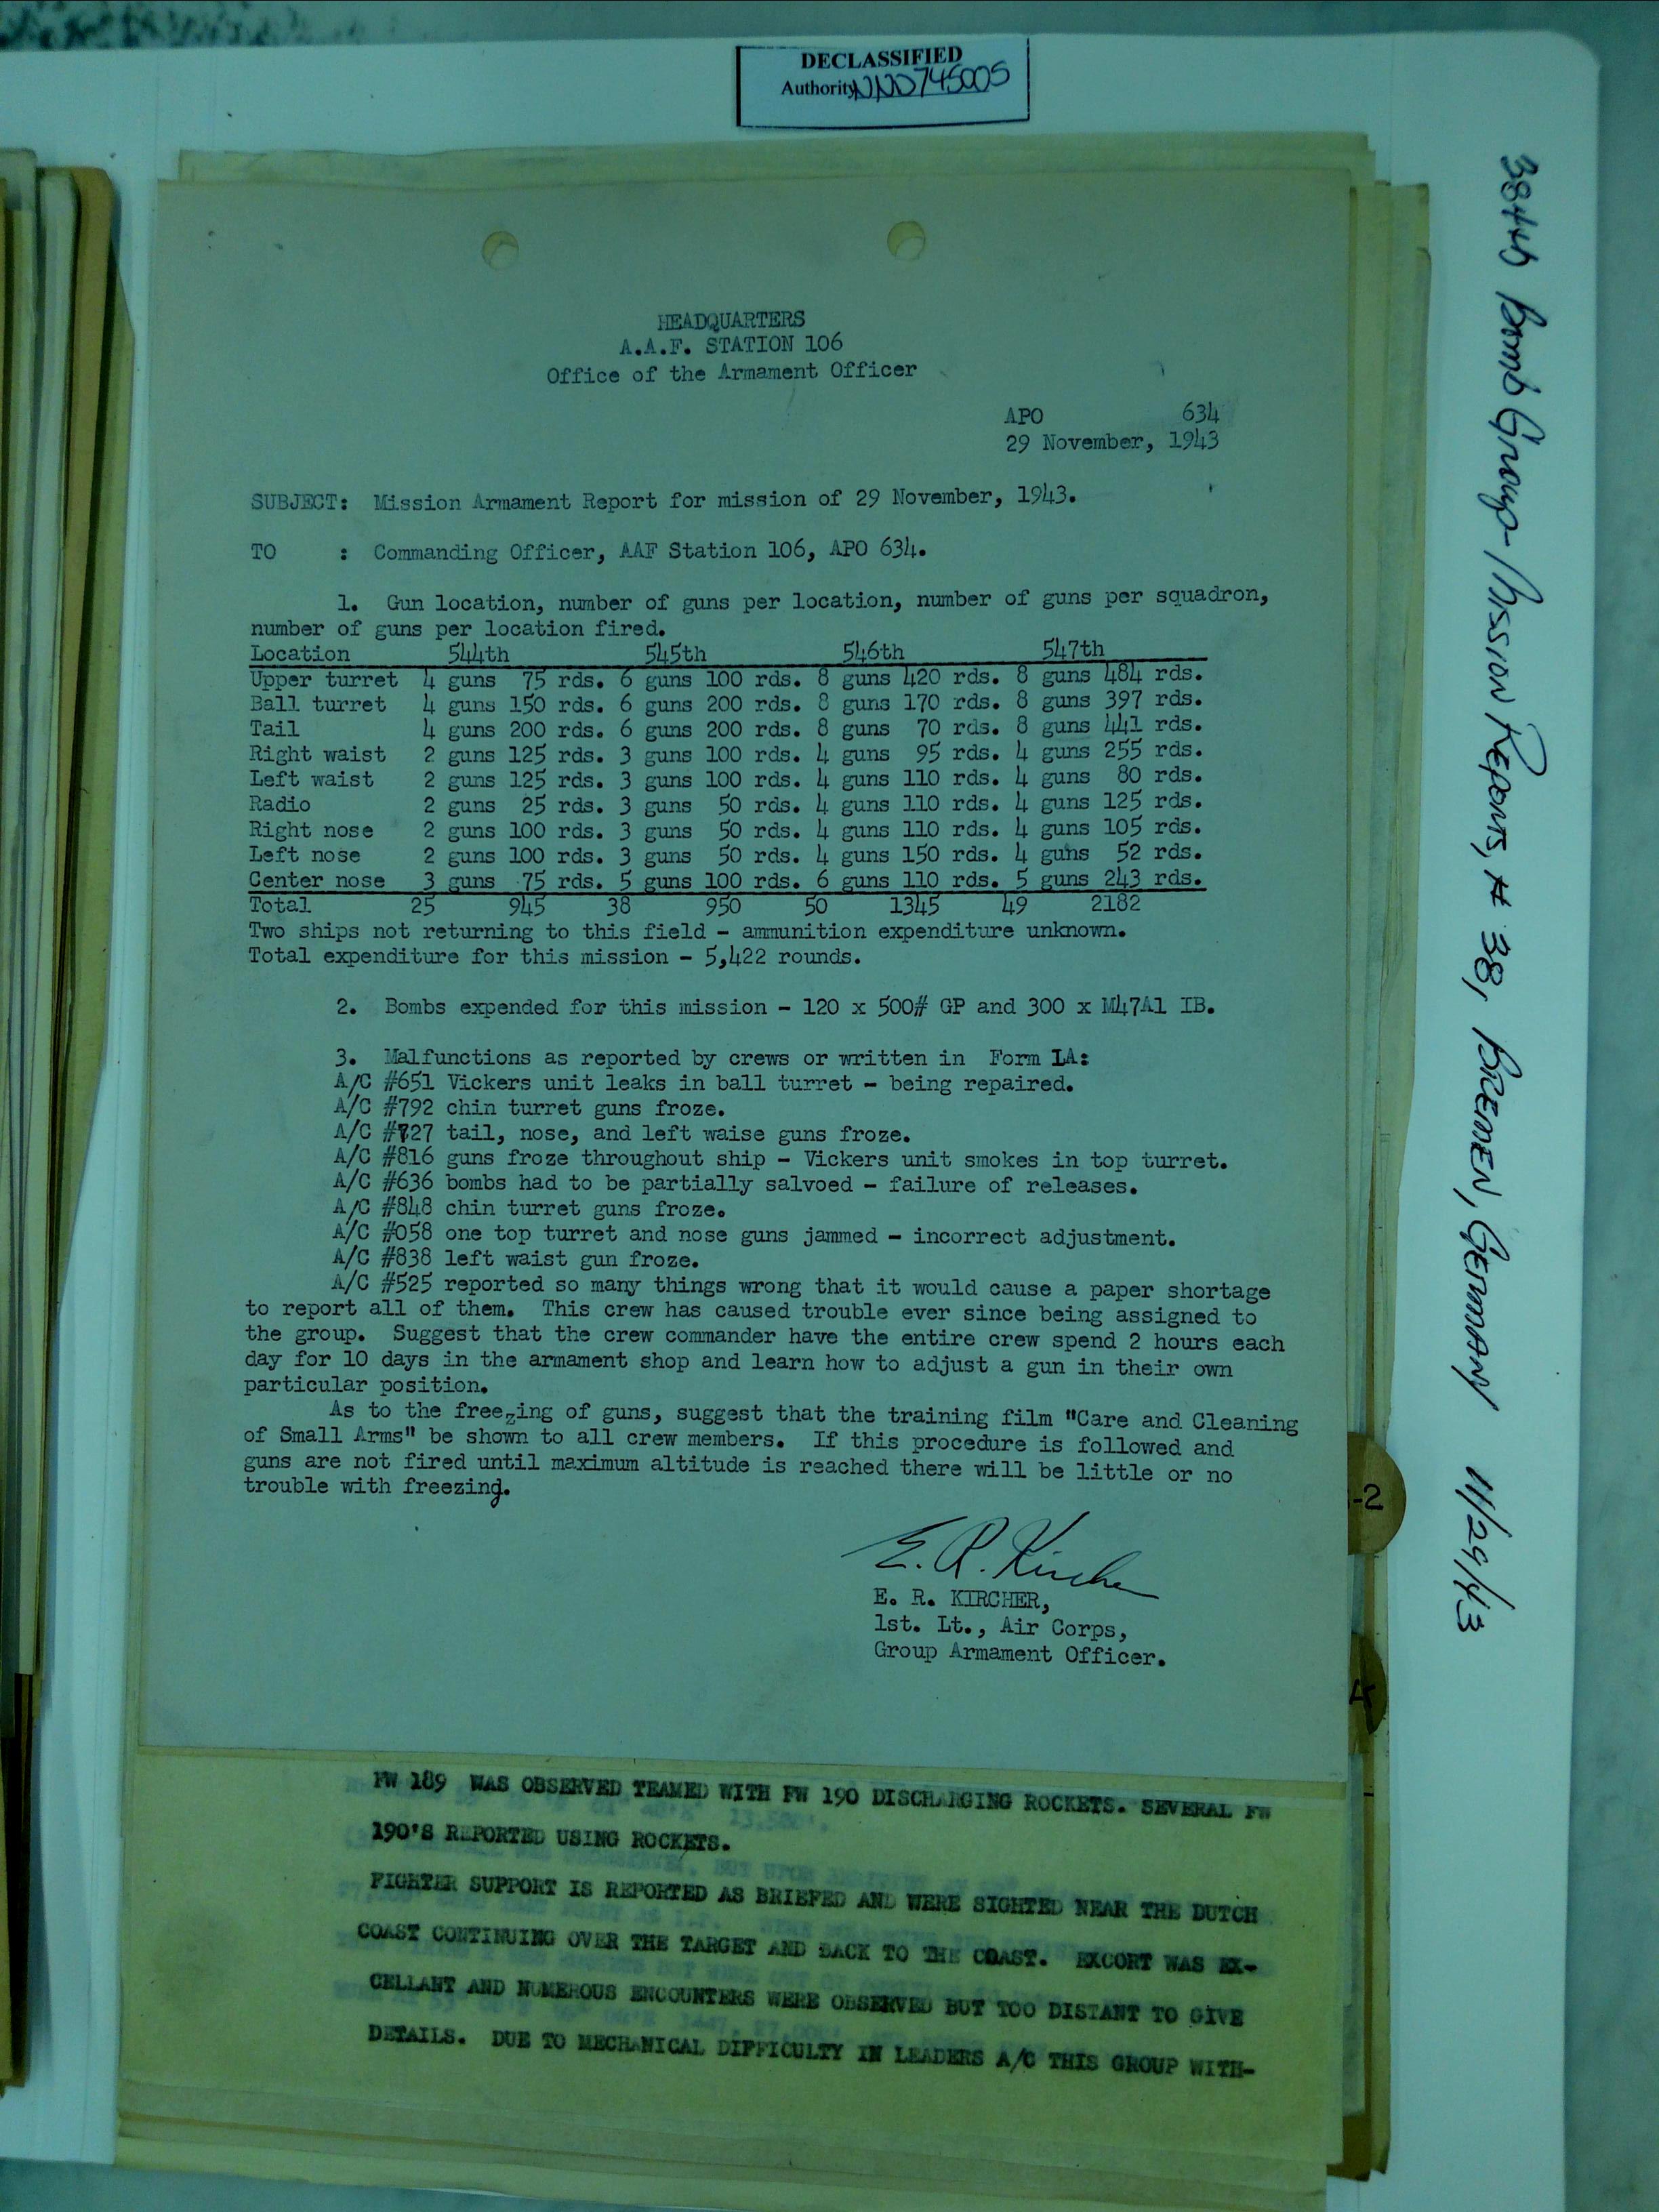 DECLASSIFIED
Authority NND745005
HEADQUARTERS
A.A.F. STATION 106
Office of the Armament Officer
APO 634
29 November, 1943
SUBJECT: Mission Armament Report for mission of 29 November, 1943.
TO : Commanding Officer, AAF Station 106, APO 634.
1. Gun location, number of guns per location, number of guns per squadron,
number of guns per location fired.
Location 544th 545th 546th 547th
Upper turret 4 guns 75 rds. 6 guns 100 rds. 8 guns 420 rds. 8 guns 484 rds.
Ball turret 4 guns 150 rds. 6 guns 200 rds. 8 guns 170 rds. 8 guns 397 rds.
Tail 4 guns 200 rds. 6 guns 200 rds. 8 guns 70 rds. 8 guns 441 rds.
Right waist 2 guns 125 rds. 3 guns 100 rds. 4 guns 95 rds. 4 guns 255 rds.
Left waist 2 guns 125 rds. 3 guns 100 rds. 4 guns 110 rds. 4 guns 80 rds.
Radio 2 guns 25 rds. 3 guns 50 rds. 4 guns 110 rds. 4 guns 125 rds.
Right nose 2 guns 100 rds. 3 guns 50 rds. 4 guns 110 rds. 4 guns 105 rds.
Left nose 2 guns 100 rds. 3 guns 50 rds. 4 guns 150 rds. 4 guns 52 rds.
Center nose 3 guns 75 rds. 5 guns 100 rds. 6 guns 110 rds. 5 guns 243 rds.
Total 25 945 38 950 50 1345 49 2182
Two ships not returning to this field - ammunition expenditure unknown.
Total expenditure for this mission - 5,422 rounds.
2. Bombs expended for this mission - 120 x 500# GP and 300 x M47A1 IB.
3. Malfunctions as reported by crews or written in Form 1A:
A/C #651 Vickers unit leaks in ball turret - being repaired.
A/C #792 chin turret guns froze.
A/C #727 tail, nose, and left waise guns froze.
A/C #816 guns froze throughout ship - Vickers unit smokes in top turret.
A/C #636 bombs had to be partially salvoed - failure of releases.
A/C #848 chin turret guns froze.
A/C #058 one top turret and nose guns jammed - incorrect adjustment.
A/C #838 left waist gun froze.
A/C #525 reported so many things wrong that it would cause a paper shortage
to report all of them. This crew has caused trouble ever since being assigned to
the group. Suggest that the crew commander have the entire crew spend 2 hours each
day for 10 days in the armament shop and learn how to adjust a gun in their own
particular position.
As to the freezing of guns, suggest that the training film "Care and Cleaning
of Small Arms" be shown to all crew members. If this procedure is followed and
guns are not fired until maximum altitude is reached there will be little or no
trouble with freezing.
E. R. Kircher
E. R. KIRCHER,
1st. Lt., Air Corps,
Group Armament Officer.
FW 189 WAS OBSERVED TEAMED WITH FW 190 DISCHARGING ROCKETS. SEVERAL FW
190'S REPORTED USING ROCKETS.
FIGHTER SUPPORT IS REPORTED AS BRIEFED AND WERE SIGHTED NEAR THE DUTCH
COAST CONTINUING OVER THE TARGET AND BACK TO THE COAST. EXCORT WAS EX-
CELLANT AND NUMEROUS ENCOUNTERS WERE OBSERVED BUT TOO DISTANT TO GIVE
DETAILS. DUE TO MECHANICAL DIFFICULTY IN LEADERS A/C THIS GROUP WITH-
384th Bomb Group - Mission Reports, # 38, BREMEN, GERMANY 11/29/43
-2
A